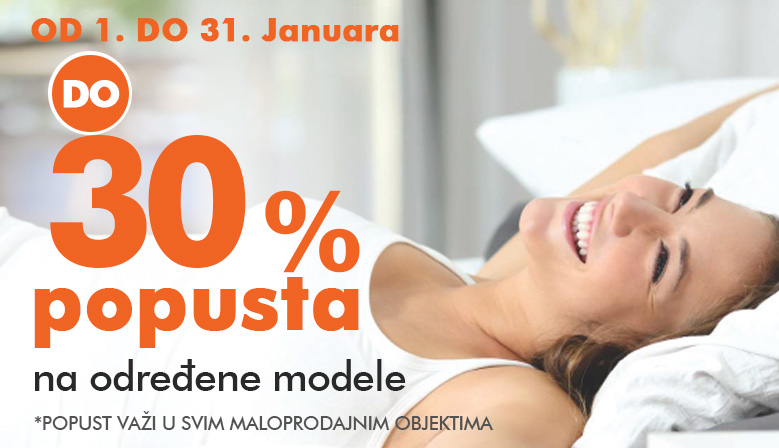 OD 1. DO 31. Januara
DO
30 %
popusta
na određene modele
*POPUST VAŽI U SVIM MALOPRODAJNIM OBJEKTIMA